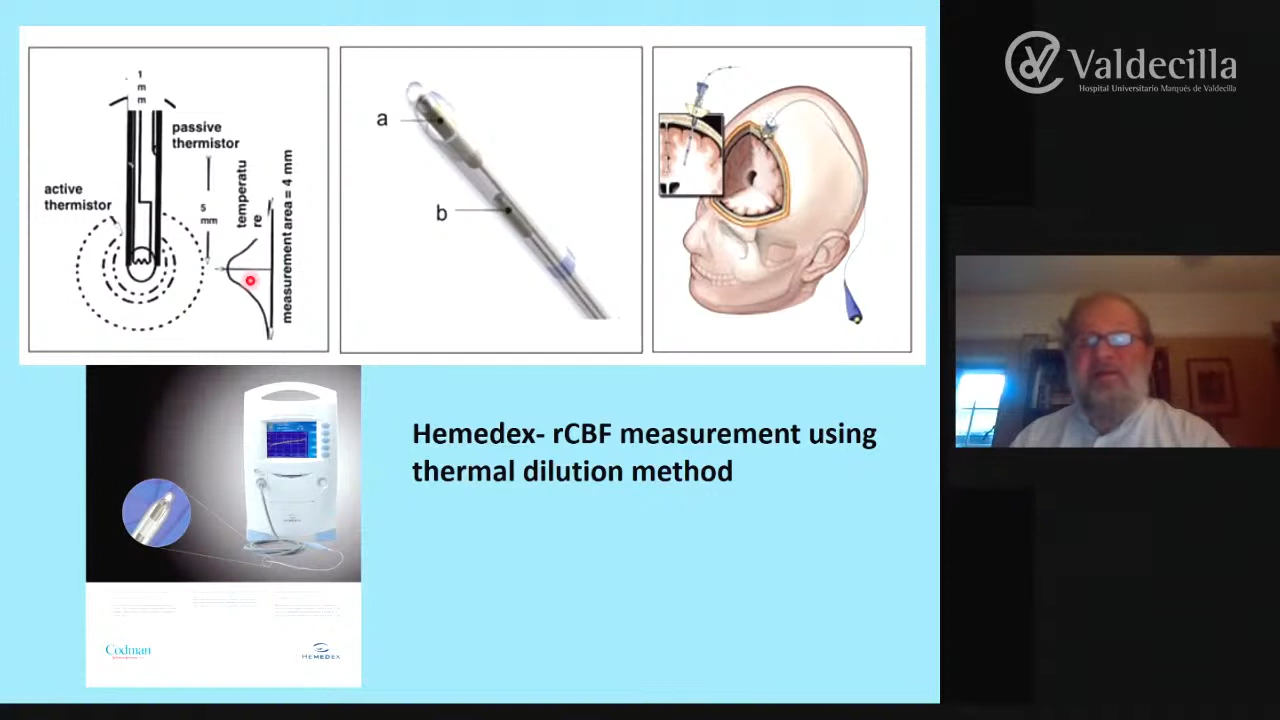 1
m
m
passive
thermistor
active
thermistor
5
mm
temperatu
re
measurement area = 4 mm
a
b
Hemedex- rCBF measurement using
thermal dilution method
Codman
HEMEDEX
Valdecilla
Hospital Universitario Marqués de Valdecilla